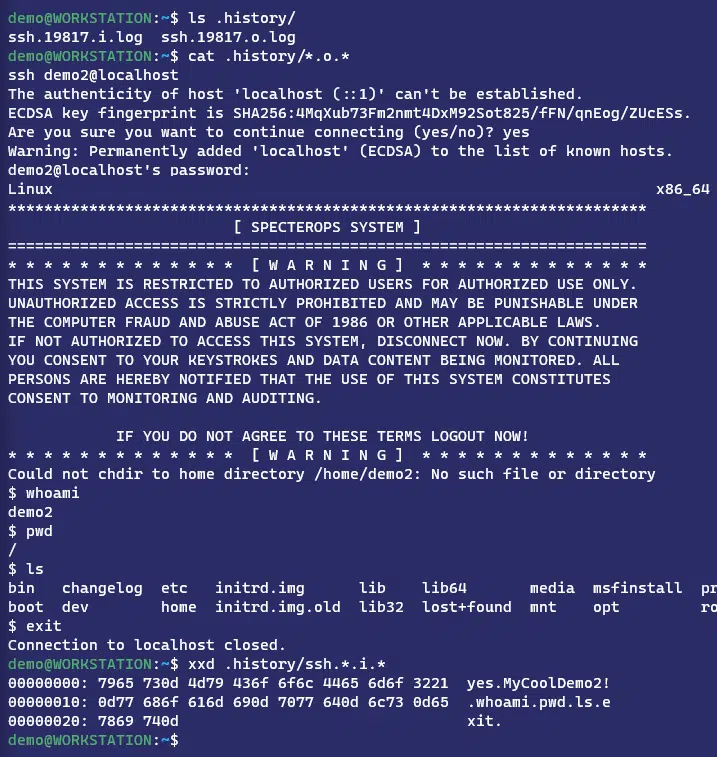 demo@WORKSTATION:~$ ls .history/
ssh.19817.i.log  ssh.19817.o.log
demo@WORKSTATION:~$ cat .history/*.o.*
ssh demo2@localhost
The authenticity of host 'localhost (::1)' can't be established.
ECDSA key fingerprint is SHA256:4MqXub73Fm2nmt4DxM92Sot825/fFN/qnEog/ZUcESs.
Are you sure you want to continue connecting (yes/no)? yes
Warning: Permanently added 'localhost' (ECDSA) to the list of known hosts.
demo2@localhost's password:
Linux                                                                   x86_64
***********************************************************************
                         [ SPECTEROPS SYSTEM ]
=======================================================================
* * * * * * * * * * * * *  [ W A R N I N G ]  * * * * * * * * * * * * *
THIS SYSTEM IS RESTRICTED TO AUTHORIZED USERS FOR AUTHORIZED USE ONLY.
UNAUTHORIZED ACCESS IS STRICTLY PROHIBITED AND MAY BE PUNISHABLE UNDER
THE COMPUTER FRAUD AND ABUSE ACT OF 1986 OR OTHER APPLICABLE LAWS.
IF NOT AUTHORIZED TO ACCESS THIS SYSTEM, DISCONNECT NOW. BY CONTINUING
YOU CONSENT TO YOUR KEYSTROKES AND DATA CONTENT BEING MONITORED. ALL
PERSONS ARE HEREBY NOTIFIED THAT THE USE OF THIS SYSTEM CONSTITUTES
CONSENT TO MONITORING AND AUDITING.
            IF YOU DO NOT AGREE TO THESE TERMS LOGOUT NOW!
* * * * * * * * * * * * *  [ W A R N I N G ]  * * * * * * * * * * * * *
Could not chdir to home directory /home/demo2: No such file or directory
$ whoami
demo2
$ pwd
/
$ ls
bin   changelog  etc   initrd.img      lib    lib64       media  msfinstall  pr
boot  dev        home  initrd.img.old  lib32  lost+found  mnt    opt         ro
$ exit
Connection to localhost closed.
demo@WORKSTATION:~$ xxd .history/ssh.*.i.*
00000000: 7965 730d 4d79 436f 6f6c 4465 6d6f 3221  yes.MyCoolDemo2!
00000010: 0d77 686f 616d 690d 7077 640d 6c73 0d65  .whoami.pwd.ls.e
00000020: 7869 740d                                xit.
demo@WORKSTATION:~$